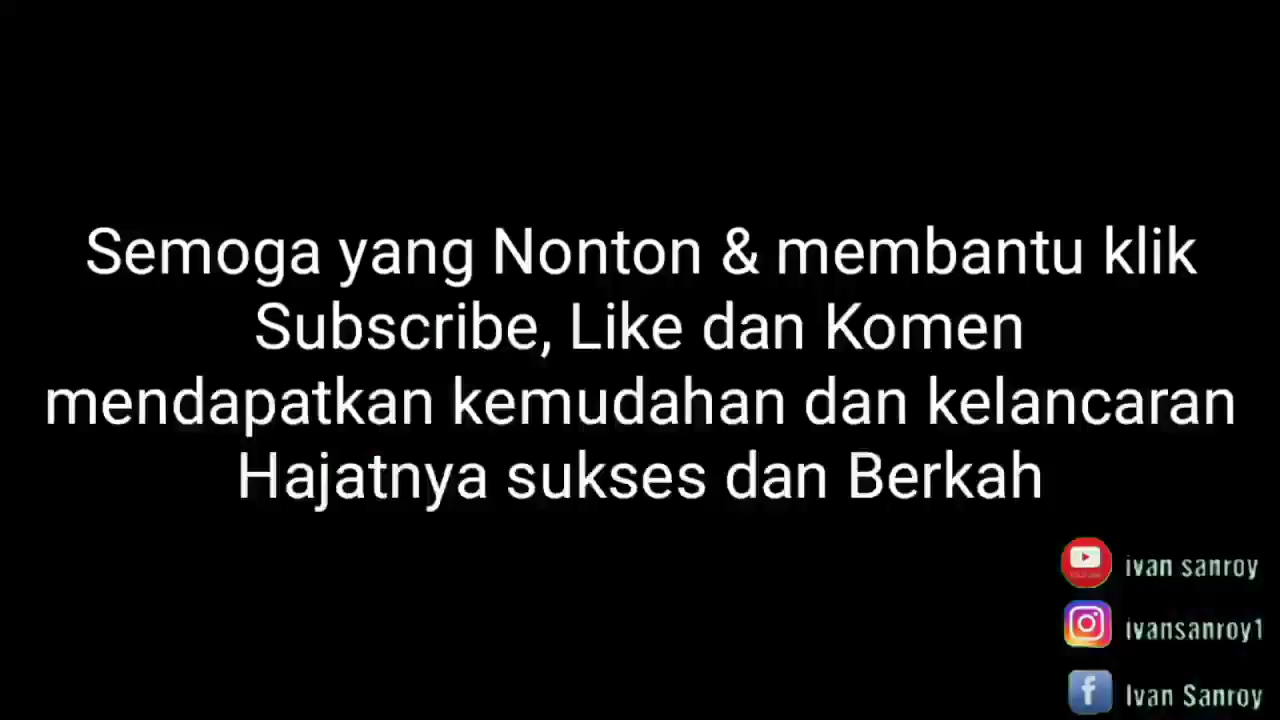 Semoga yang Nonton & membantu klik
Subscribe, Like dan Komen
mendapatkan kemudahan dan kelancaran
Hajatnya sukses dan Berkah
ivan sanroy
ivansanroy1
Ivan Sanroy